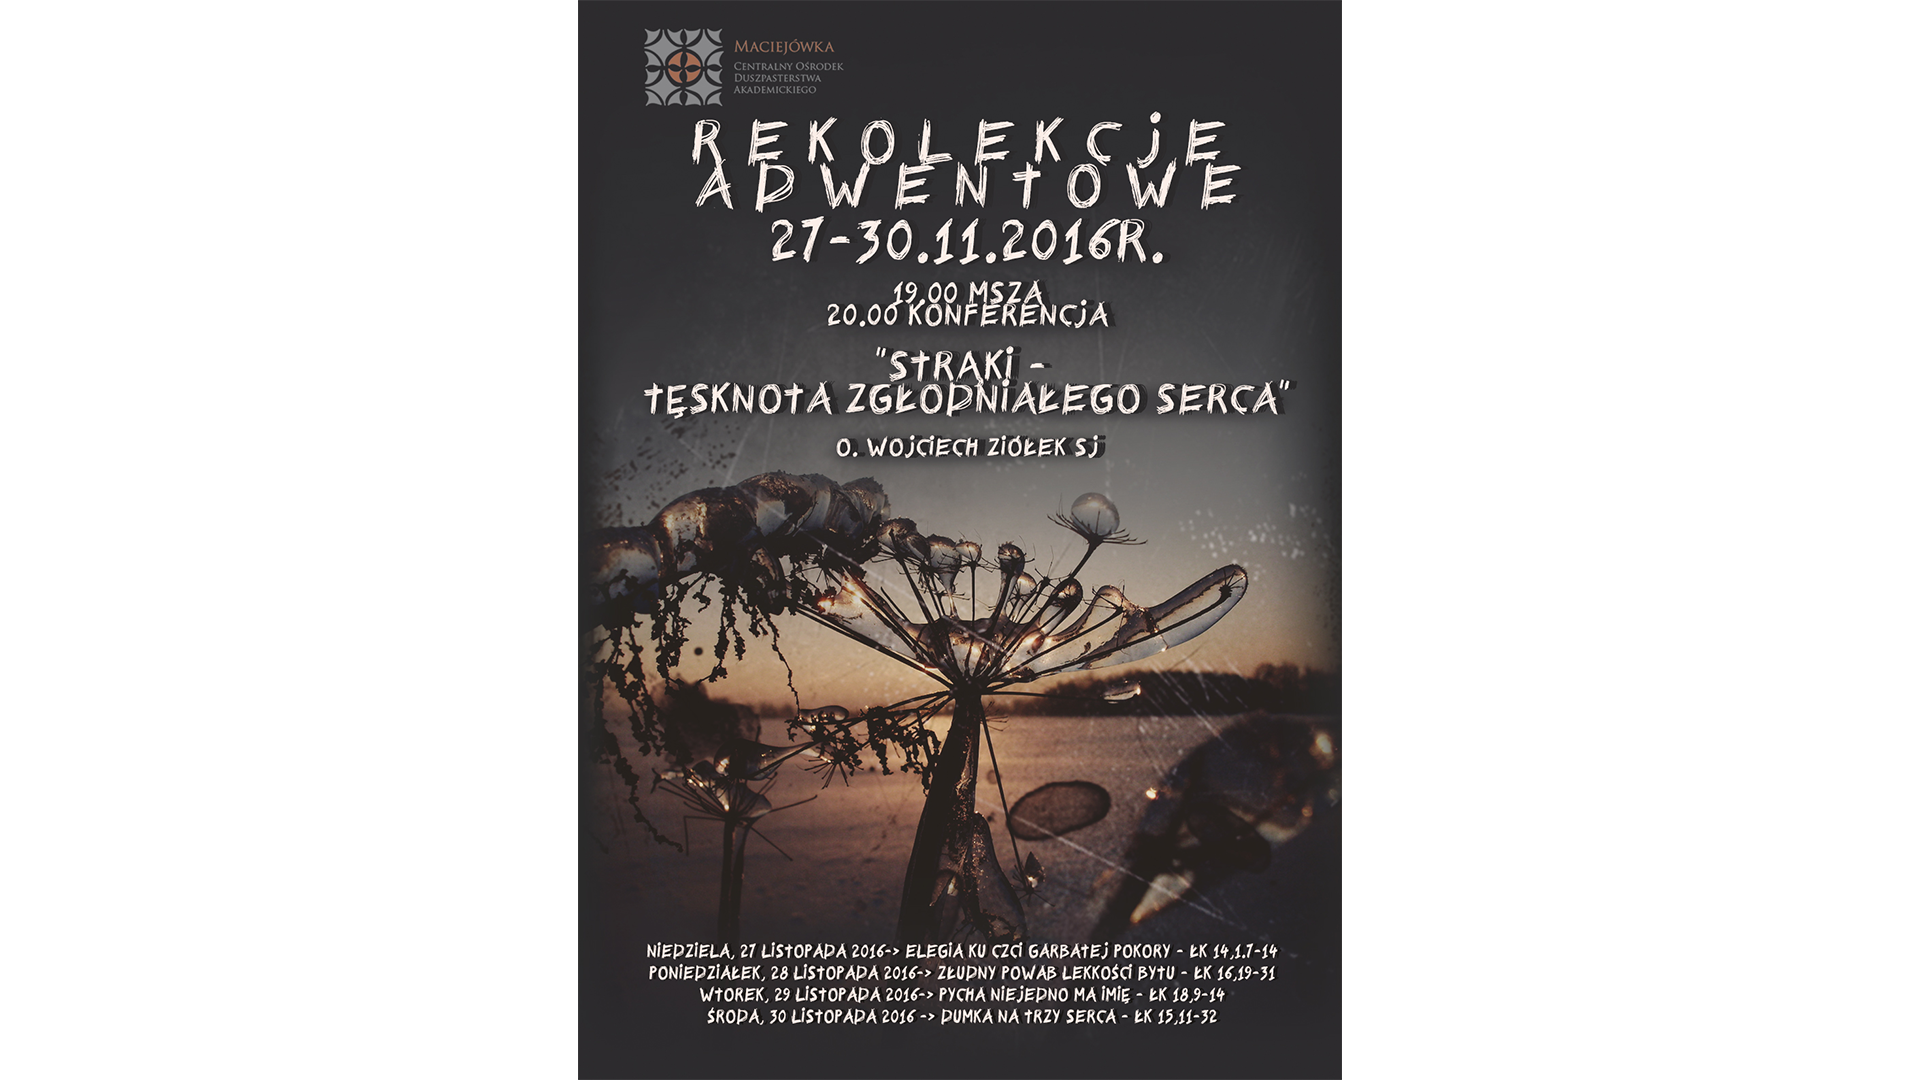 Maciejówka
Centralny Ośrodek
Duszpasterstwa
Akademickiego
REKOLEKCJE
ADWENTOWE
27-30.11.2016R.
19.00 MSZA
20.00 KONFERENCJA
"STRĄKI -
TĘSKNOTA ZGŁODNIAŁEGO SERCA"
O. WOJCIECH ZIÓŁEK SJ
NIEDZIELA, 27 LISTOPADA 2016-> ELEGIA KU CZCI GARBATEJ POKORY - ŁK 14,1.7-14
PONIEDZIAŁEK, 28 LISTOPADA 2016-> ZŁUDNY POWAB LEKKOŚCI BYTU - ŁK 16,19-31
WTOREK, 29 LISTOPADA 2016-> PYCHA NIEJEDNO MA IMIĘ - ŁK 18,9-14
ŚRODA, 30 LISTOPADA 2016 -> DUMKA NA TRZY SERCA - ŁK 15,11-32